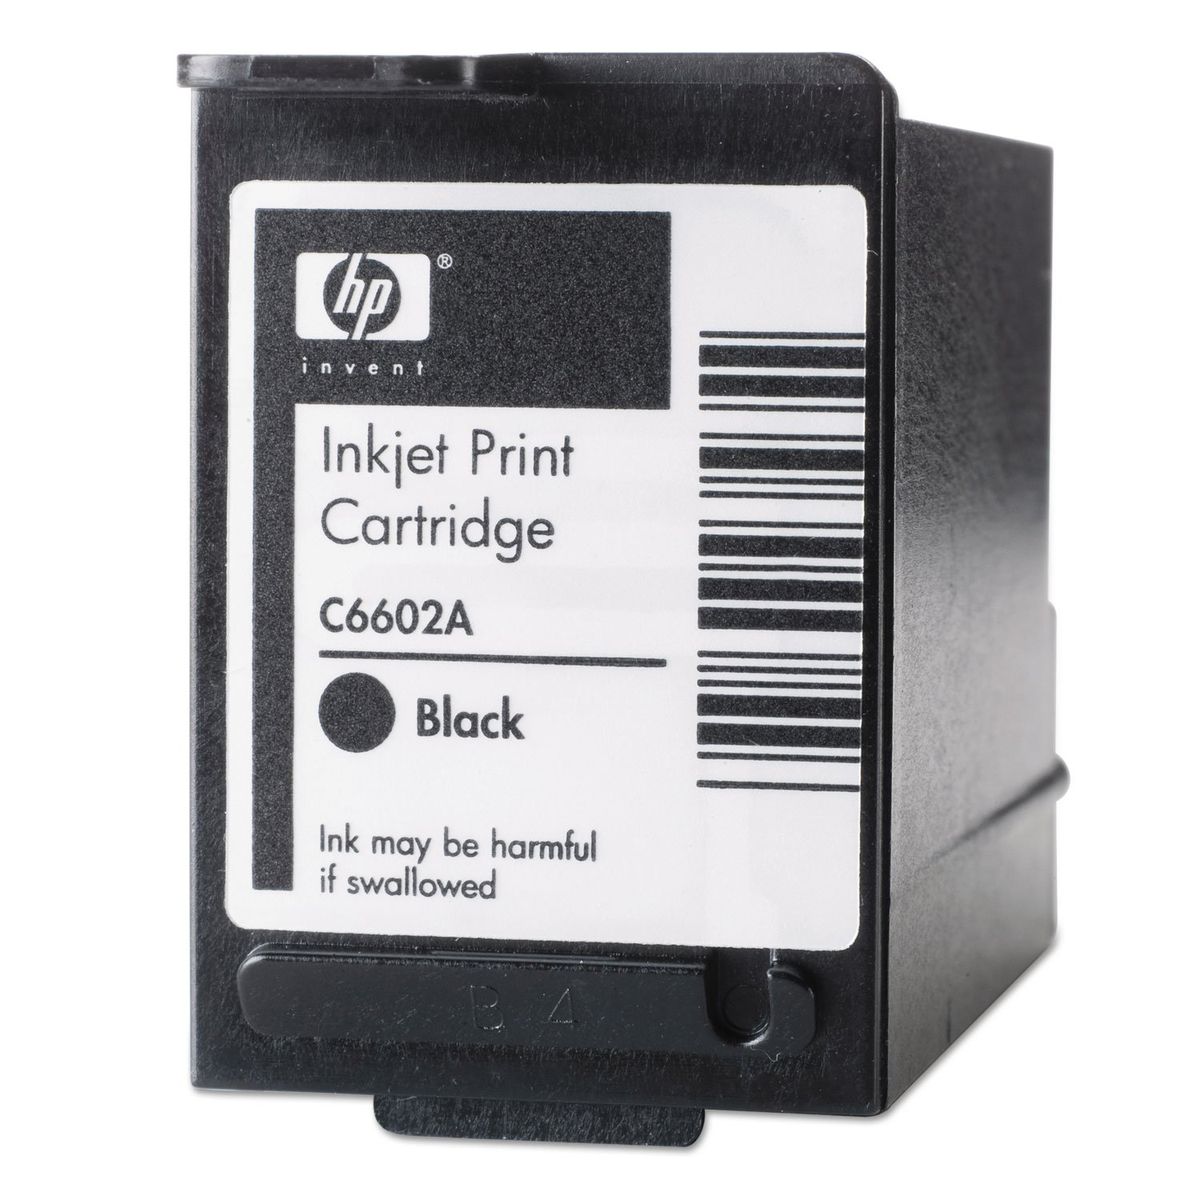 hp®
invent
Inkjet Print
Cartridge
C6602A
Black
Ink may be harmful
if swallowed
B 4